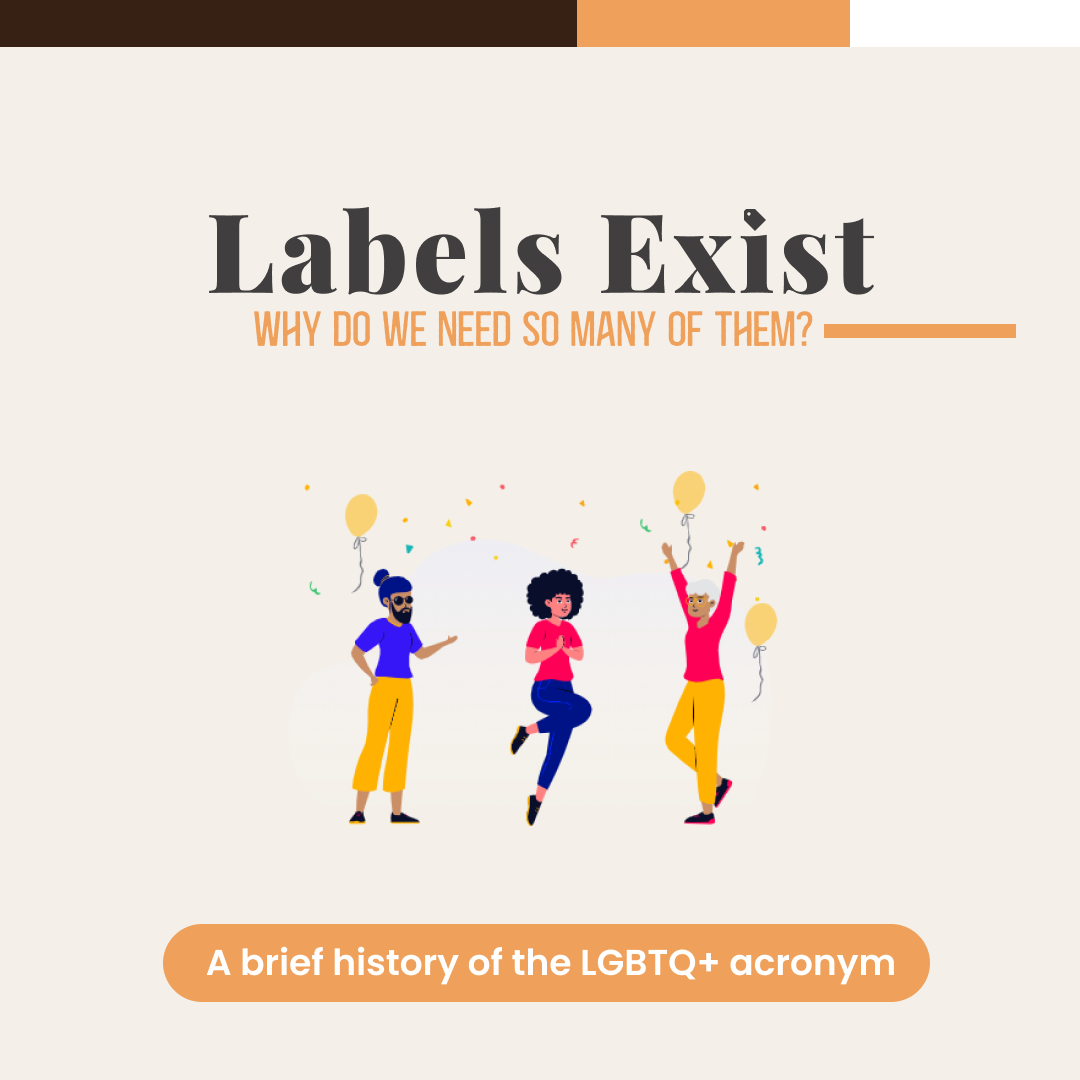 Labels Exist
WHY DO WE NEED SO MANY OF THEM?
A brief history of the LGBTQ+ acronym